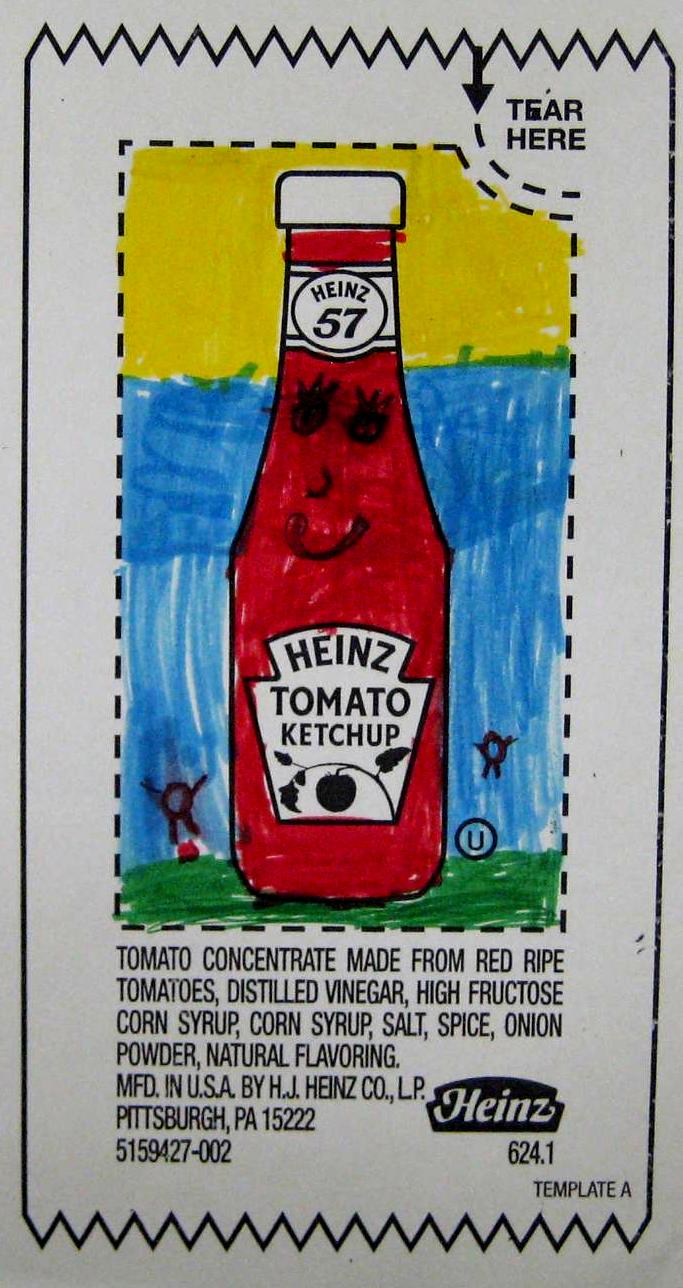 TEAR
HERE
HEINZ
57
HEINZ
TOMATO
KETCHUP
U
TOMATO CONCENTRATE MADE FROM RED RIPE
TOMATOES, DISTILLED VINEGAR, HIGH FRUCTOSE
CORN SYRUP, CORN SYRUP, SALT, SPICE, ONION
POWDER, NATURAL FLAVORING.
MFD. IN U.S.A. BY H.J. HEINZ CO., L.P.
PITTSBURGH, PA 15222
Heinz
5159427-002
624.1
TEMPLATE A